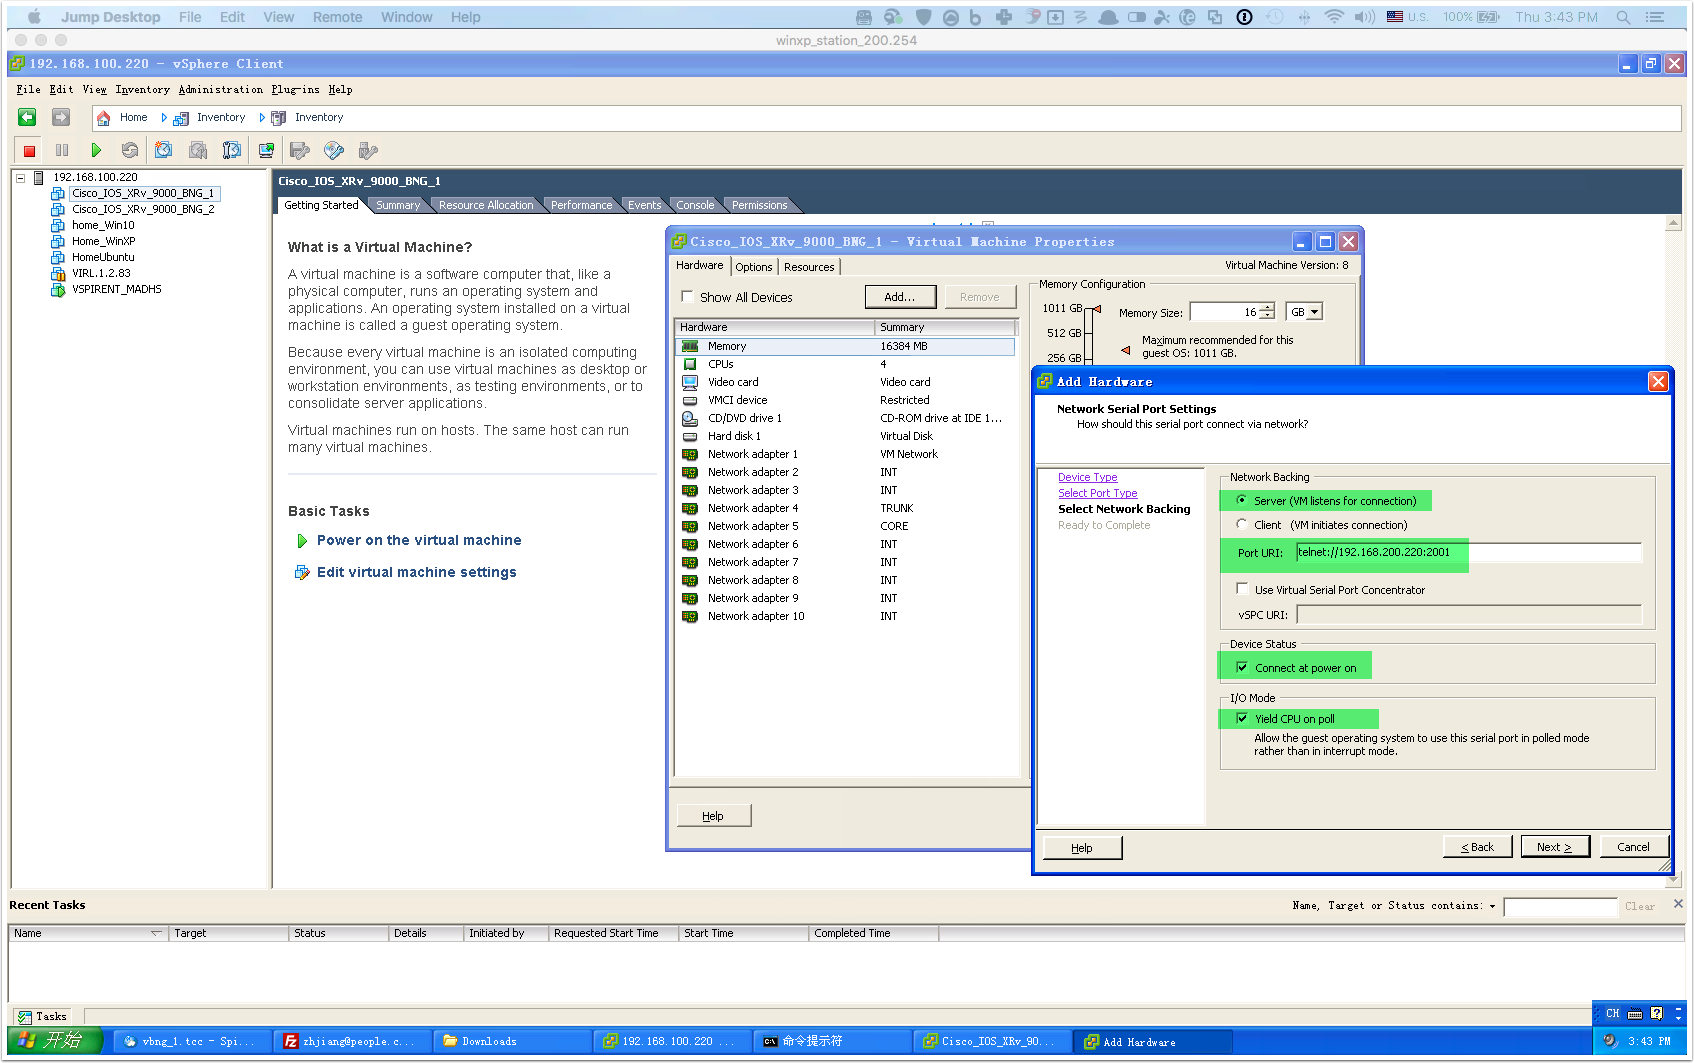 Jump Desktop File Edit View Remote Window Help U.S. 100% Thu 3:43 PM
winxp_station_200.254
192.168.100.220 - vSphere Client
File Edit View Inventory Administration Plug-ins Help
Home Inventory Inventory
192.168.100.220
Cisco_IOS_XRv_9000_BNG_1
Cisco_IOS_XRv_9000_BNG_2
home_Win10
Home_WinXP
HomeUbuntu
VIRL.1.2.83
VSPIRENT_MADHS
Cisco_IOS_XRv_9000_BNG_1
Getting Started Summary Resource Allocation Performance Events Console Permissions
What is a Virtual Machine?
A virtual machine is a software computer that, like a
physical computer, runs an operating system and
applications. An operating system installed on a virtual
machine is called a guest operating system.
Because every virtual machine is an isolated computing
environment, you can use virtual machines as desktop or
workstation environments, as testing environments, or to
consolidate server applications.
Virtual machines run on hosts. The same host can run
many virtual machines.
Basic Tasks
Power on the virtual machine
Edit virtual machine settings
Cisco_IOS_XRv_9000_BNG_1 - Virtual Machine Properties
Hardware Options Resources
Virtual Machine Version: 8
Show All Devices
Add... Remove
Hardware Summary
Memory 16384 MB
CPUs 4
Video card Video card
VMCI device Restricted
CD/DVD drive 1 CD-ROM drive at IDE 1...
Hard disk 1 Virtual Disk
Network adapter 1 VM Network
Network adapter 2 INT
Network adapter 3 INT
Network adapter 4 TRUNK
Network adapter 5 CORE
Network adapter 6 INT
Network adapter 7 INT
Network adapter 8 INT
Network adapter 9 INT
Network adapter 10 INT
Help
Memory Configuration
1011 GB
512 GB
256 GB
Memory Size: 16 GB
Maximum recommended for this
guest OS: 1011 GB.
Add Hardware
Network Serial Port Settings
How should this serial port connect via network?
Device Type
Select Port Type
Select Network Backing
Ready to Complete
Network Backing
Server (VM listens for connection)
Client (VM initiates connection)
Port URI: telnet://192.168.200.220:2001
Use Virtual Serial Port Concentrator
vSPC URI:
Device Status
Connect at power on
I/O Mode
Yield CPU on poll
Allow the guest operating system to use this serial port in polled mode
rather than in interrupt mode.
Help < Back Next > Cancel
Recent Tasks
Name, Target or Status contains: Clear
Name Target Status Details Initiated by Requested Start Time Start Time Completed Time
Tasks
CH
开始 vbng_1.tcc - Spi... zhjiang@people.c... Downloads 192.168.100.220 ... 命令提示符 Cisco_IOS_XRv_90... Add Hardware 3:43 PM